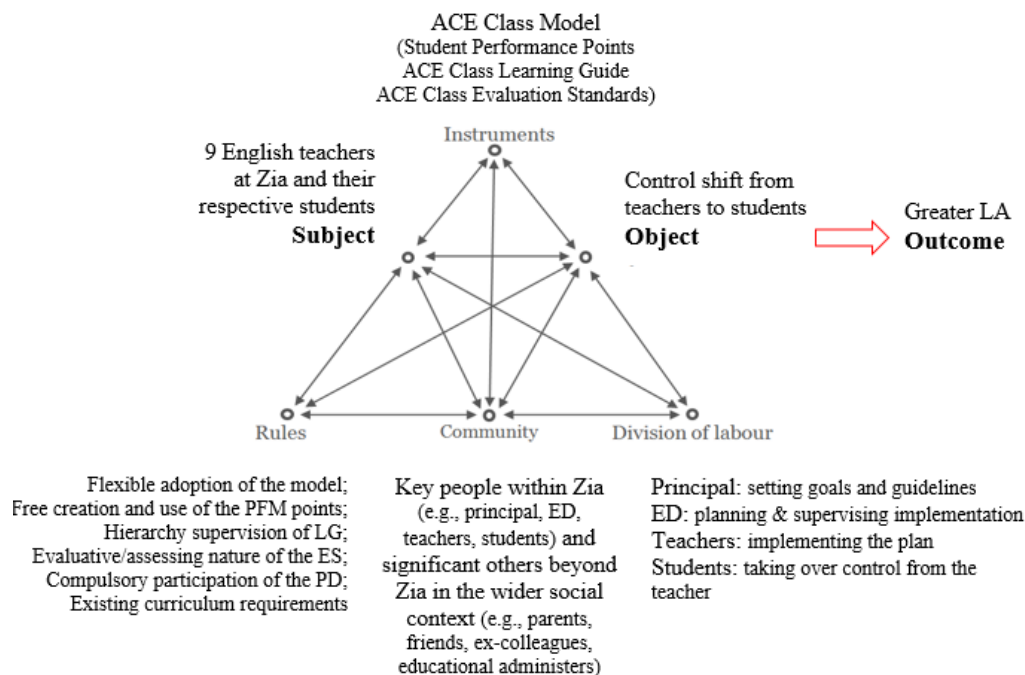 ACE Class Model
(Student Performance Points
ACE Class Learning Guide
ACE Class Evaluation Standards)
Instruments
9 English teachers
at Zia and their
respective students
Subject
Control shift from
teachers to students
Object
Greater LA
Outcome
Rules
Community
Division of labour
Flexible adoption of the model;
Free creation and use of the PFM points;
Hierarchy supervision of LG;
Evaluative/assessing nature of the ES;
Compulsory participation of the PD;
Existing curriculum requirements
Key people within Zia
(e.g., principal, ED,
teachers, students) and
significant others beyond
Zia in the wider social
context (e.g., parents,
friends, ex-colleagues,
educational administers)
Principal: setting goals and guidelines
ED: planning & supervising implementation
Teachers: implementing the plan
Students: taking over control from the
teacher